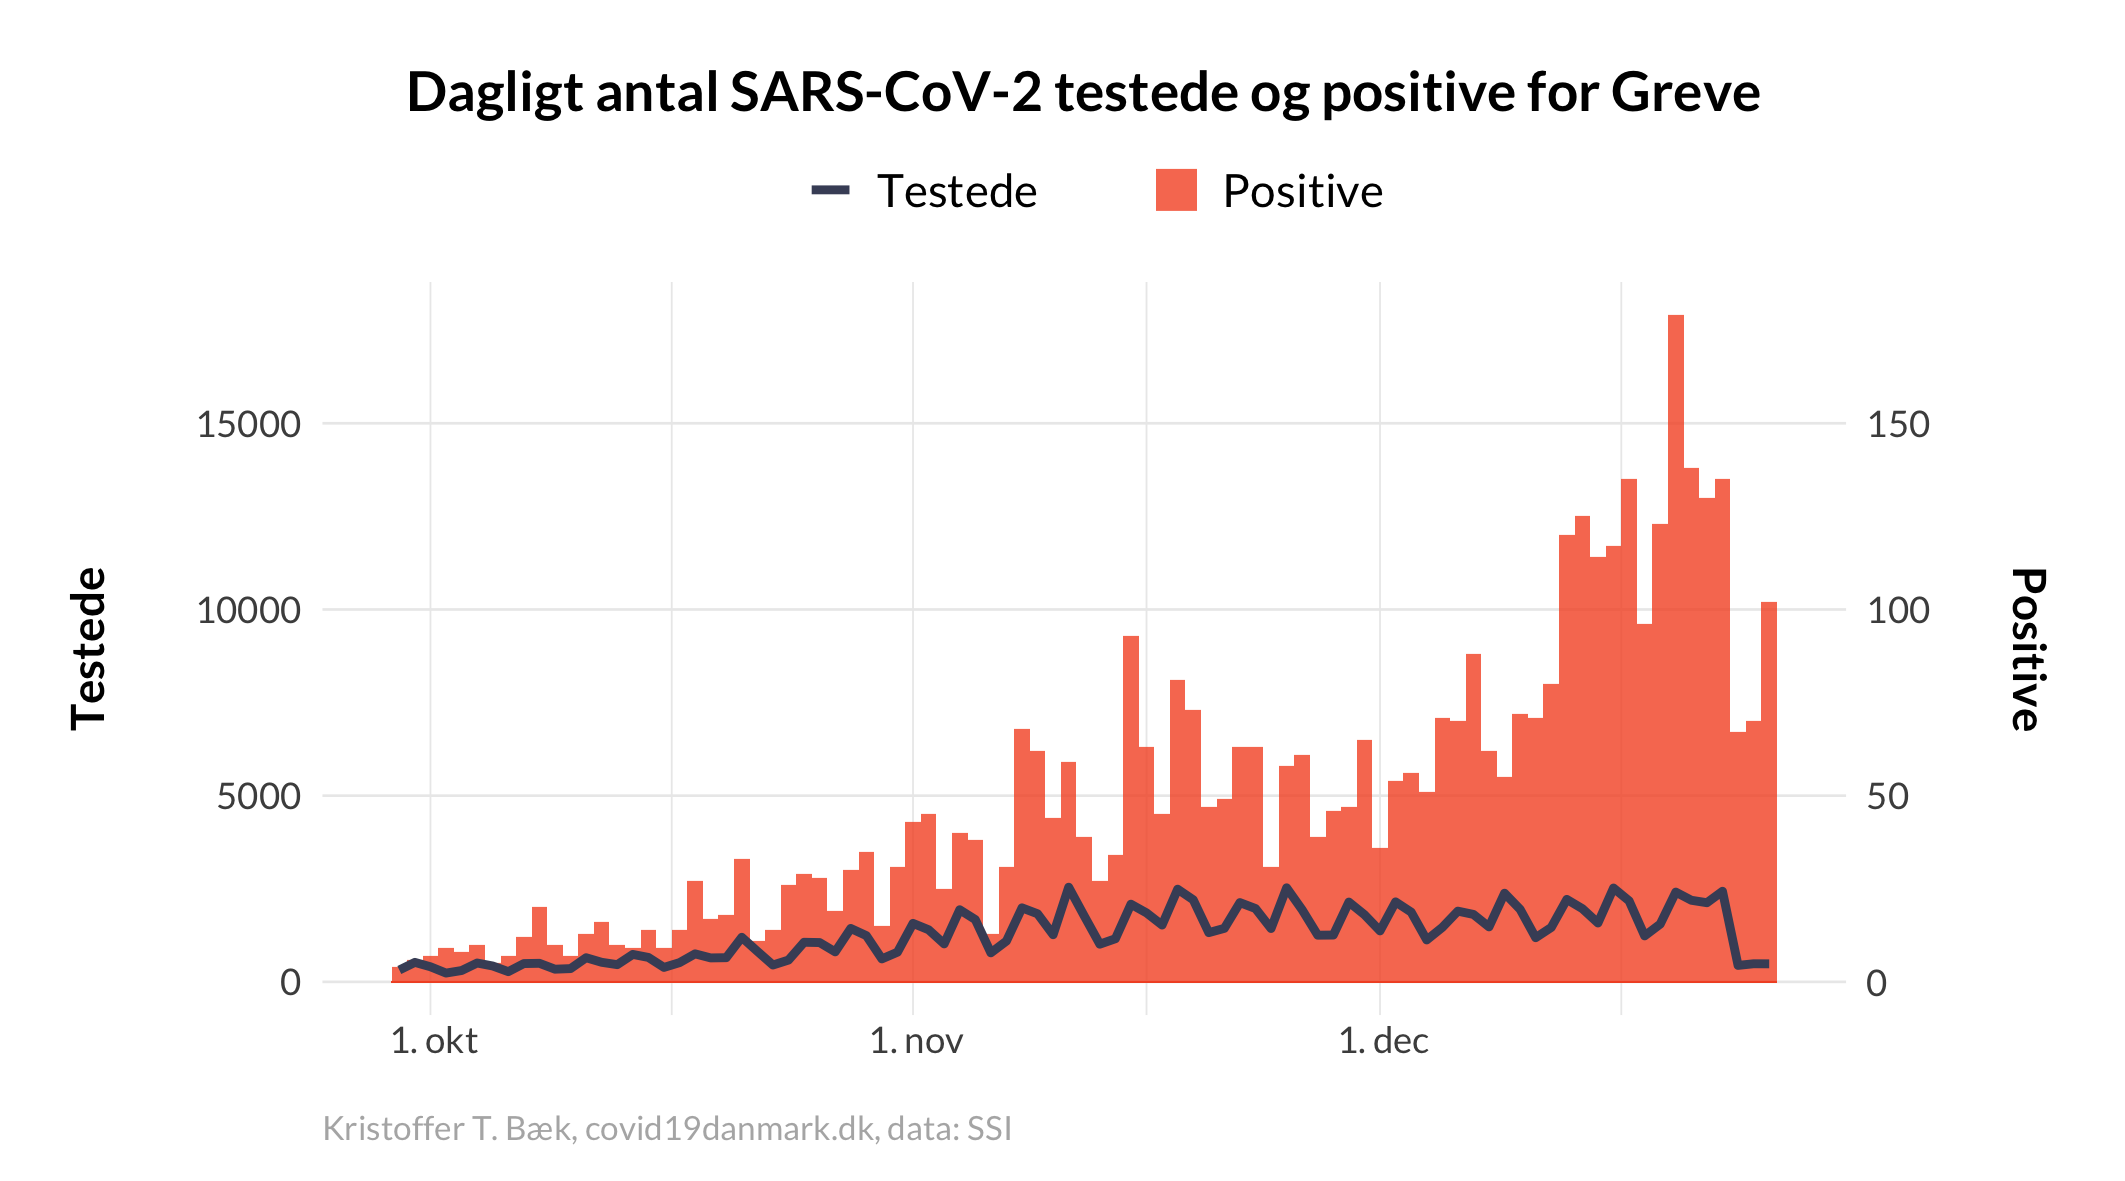 Dagligt antal SARS-CoV-2 testede og positive for Greve
Testede
Positive
15000
10000
5000
0
Testede
150
100
50
0
Positive
1. okt
1. nov
1. dec
Kristoffer T. Bæk, covid19danmark.dk, data: SSI